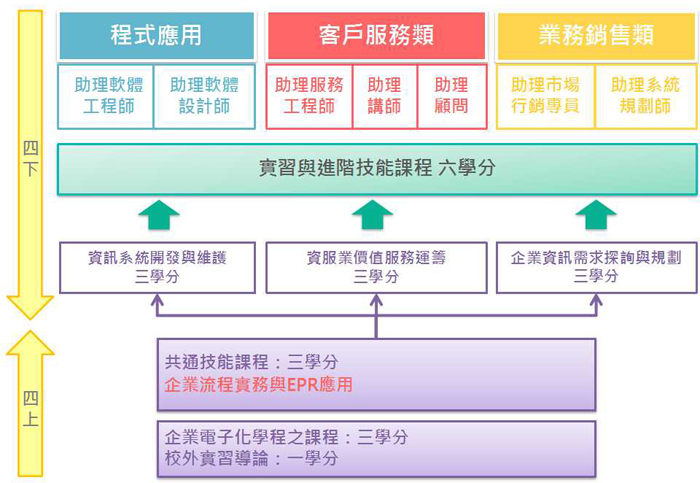 程式應用
客戶服務類
業務銷售類
助理軟體
工程師
助理軟體
設計師
助理服務
工程師
助理
講師
助理
顧問
助理市場
行銷專員
助理系統
規劃師
四下
實習與進階技能課程 六學分
資訊系統開發與維護
三學分
資服業價值服務運籌
三學分
企業資訊需求探詢與規劃
三學分
四上
共通技能課程：三學分
企業流程實務與EPR應用
企業電子化學程之課程：三學分
校外實習導論：一學分